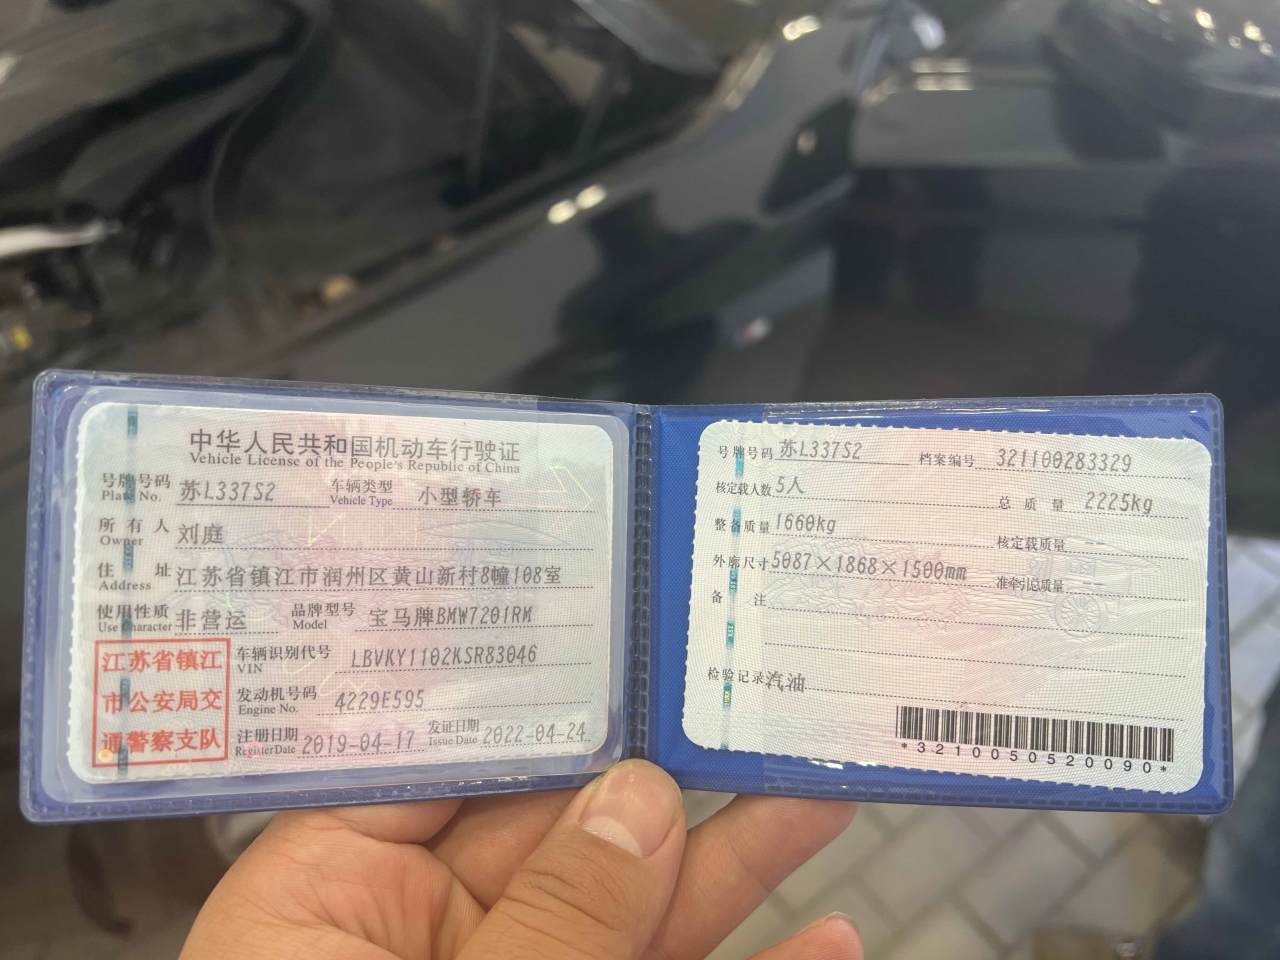 中华人民共和国机动车行驶证
Vehicle License of the People's Republic of China
号牌号码 苏L337S2 车辆类型 小型轿车
Plate No. Vehicle Type
所有人 刘庭
Owner
住址 江苏省镇江市润州区黄山新村8幢108室
Address
使用性质 非营运 品牌型号 宝马牌BMW7201RM
Use Character Model
江苏省镇江
市公安局交
通警察支队
车辆识别代号 LBVKY1102KSR83046
VIN
发动机号码 4229E595
Engine No.
注册日期 2019-04-17 发证日期 2022-04-24
Register Date Issue Date
号牌号码 苏L337S2 档案编号 321100283329
核定载人数 5人 总质量 2225kg
整备质量 1660kg 核定载质量 --
外廓尺寸 5087×1868×1500mm 准牵引总质量 --
备注
检验记录 汽油
*3210050520090*